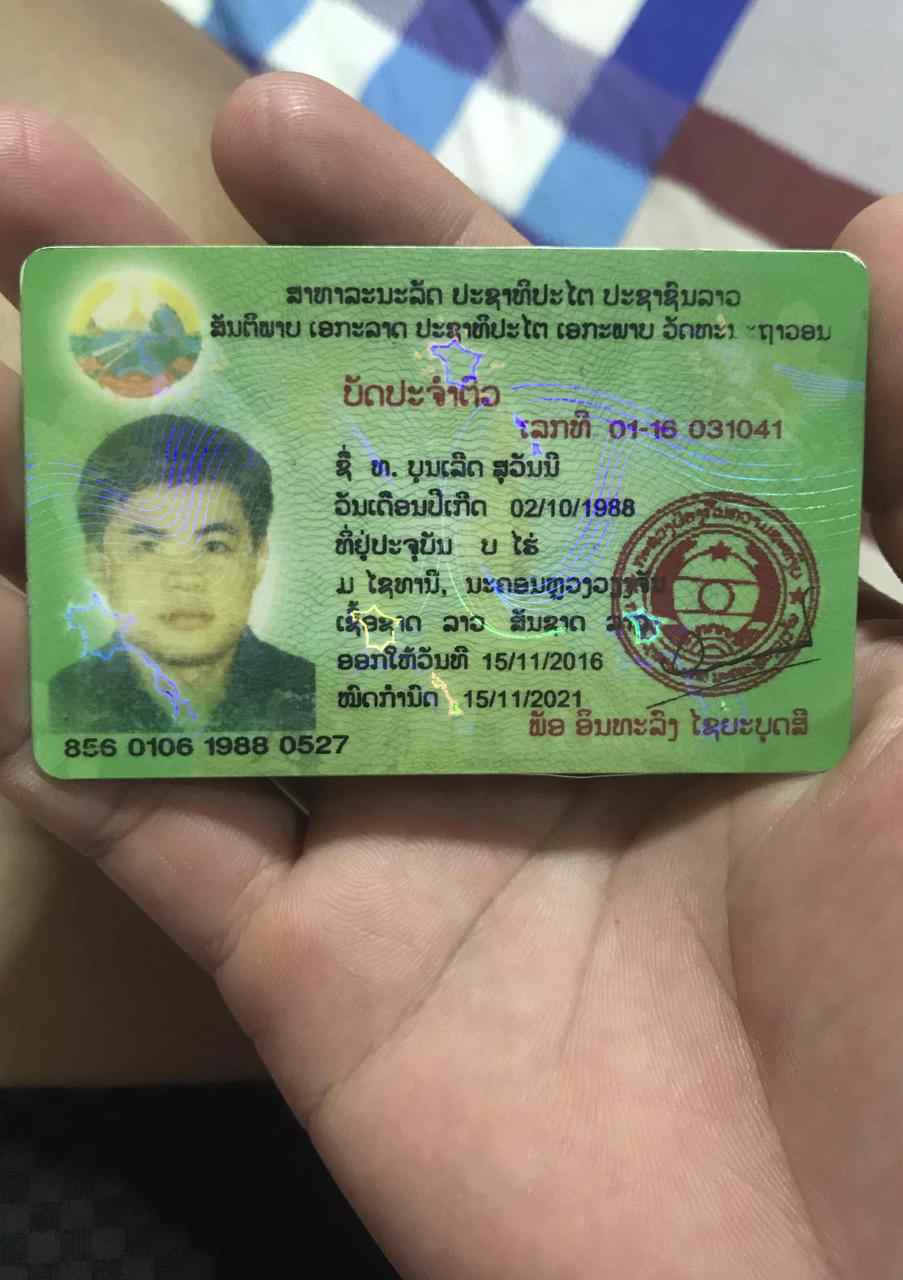 ສາທາລະນະລັດ ປະຊາທິປະໄຕ ປະຊາຊົນລາວ
ສັນຕິພາບ ເອກະລາດ ປະຊາທິປະໄຕ ເອກະພາບ ວັດທະນະຖາວອນ
ບັດປະຈຳຕົວ
ເລກທີ 01-16 031041
ຊື່ ທ. ບຸນເລີດ ສຸວັນນີ
ວັນເດືອນປີເກີດ 02/10/1988
ທີ່ຢູ່ປະຈຸບັນ ບ ໄຮ່
ມ ໄຊທານີ, ນະຄອນຫຼວງວຽງຈັນ
ເຊື້ອຊາດ ລາວ ສັນຊາດ ລາວ
ອອກໃຫ້ວັນທີ 15/11/2016
ໝົດກຳນົດ 15/11/2021
ພັອ ອິນທະລົງ ໄຊຍະບຸດສີ
856 0106 1988 0527